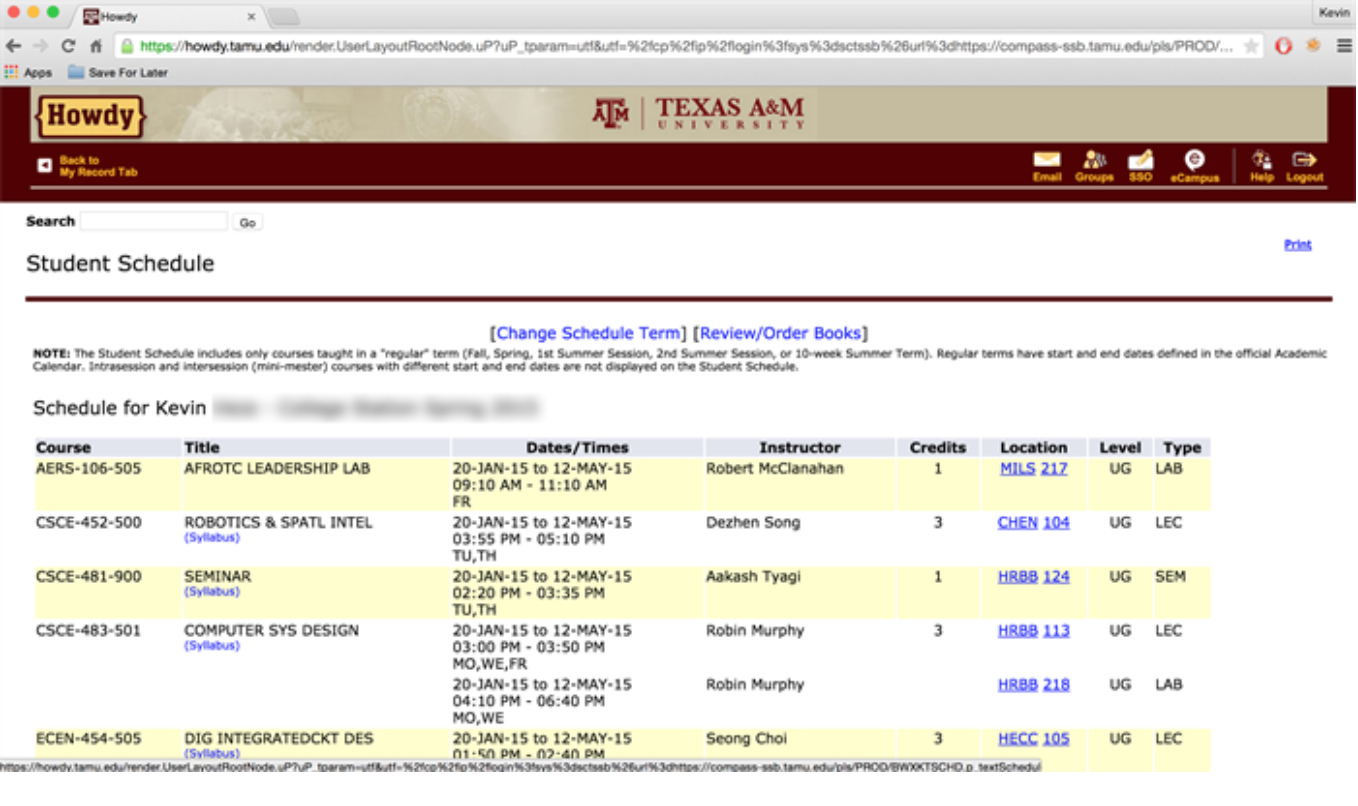 Howdy
Kevin
https://howdy.tamu.edu/render.UserLayoutRootNode.uP?uP_tparam=utf&utf=%2fcp%2fip%2flogin%3fsys%3dsctssb%26url%3dhttps://compass-ssb.tamu.edu/pls/PROD/...
Apps Save For Later
{Howdy}
ATM | TEXAS A&M
UNIVERSITY
Back to
My Record Tab
Email Groups SSO eCampus Help Logout
Search Go
Print
Student Schedule
[Change Schedule Term] [Review/Order Books]
NOTE: The Student Schedule includes only courses taught in a "regular" term (Fall, Spring, 1st Summer Session, 2nd Summer Session, or 10-week Summer Term). Regular terms have start and end dates defined in the official Academic
Calendar. Intrasession and intersession (mini-mester) courses with different start and end dates are not displayed on the Student Schedule.
Schedule for Kevin
Course Title Dates/Times Instructor Credits Location Level Type
AERS-106-505 AFROTC LEADERSHIP LAB 20-JAN-15 to 12-MAY-15 Robert McClanahan 1 MILS 217 UG LAB
09:10 AM - 11:10 AM
FR
CSCE-452-500 ROBOTICS & SPATL INTEL 20-JAN-15 to 12-MAY-15 Dezhen Song 3 CHEN 104 UG LEC
(Syllabus) 03:55 PM - 05:10 PM
TU,TH
CSCE-481-900 SEMINAR 20-JAN-15 to 12-MAY-15 Aakash Tyagi 1 HRBB 124 UG SEM
(Syllabus) 02:20 PM - 03:35 PM
TU,TH
CSCE-483-501 COMPUTER SYS DESIGN 20-JAN-15 to 12-MAY-15 Robin Murphy 3 HRBB 113 UG LEC
(Syllabus) 03:00 PM - 03:50 PM
MO,WE,FR
20-JAN-15 to 12-MAY-15 Robin Murphy HRBB 218 UG LAB
04:10 PM - 06:40 PM
MO,WE
ECEN-454-505 DIG INTEGRATEDCKT DES 20-JAN-15 to 12-MAY-15 Seong Choi 3 HECC 105 UG LEC
(Syllabus) 01:50 PM - 02:40 PM
https://howdy.tamu.edu/render.UserLayoutRootNode.uP?uP_tparam=utf&utf=%2fcp%2fip%2flogin%3fsys%3dsctssb%26url%3dhttps://compass-ssb.tamu.edu/pls/PROD/BWXKTSCHD.p_textSchedul